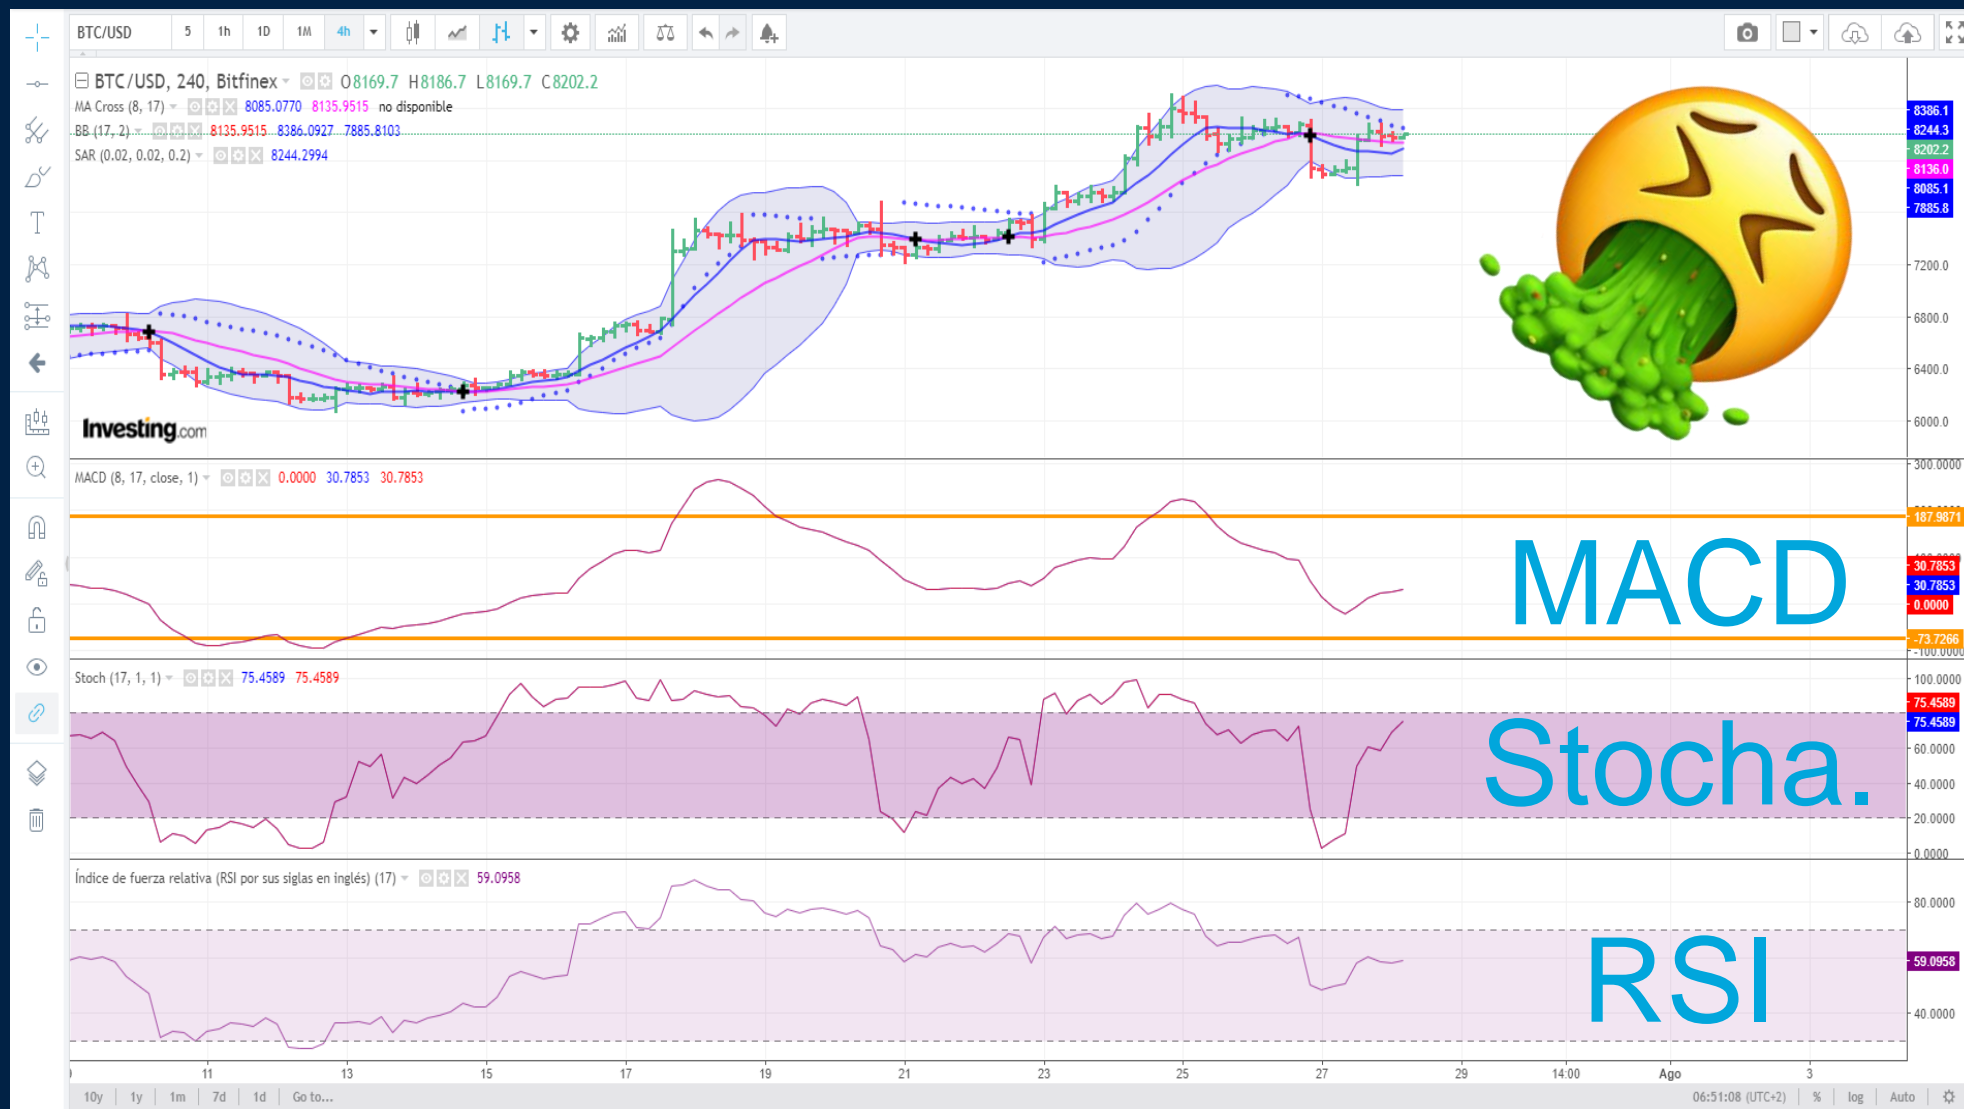 BTC/USD 5 1h 1D 1M 4h
BTC/USD, 240, Bitfinex O8169.7 H8186.7 L8169.7 C8202.2
MA Cross (8, 17) 8085.0770 8135.9515 no disponible
BB (17, 2) 8135.9515 8386.0927 7885.8103
SAR (0.02, 0.02, 0.2) 8244.2994
8386.1
8244.3
8202.2
8136.0
8085.1
7885.8
7200.0
6800.0
6400.0
6000.0
Investing.com
MACD (8, 17, close, 1) 0.0000 30.7853 30.7853
300.0000
187.9871
30.7853
30.7853
0.0000
-73.7266
-100.0000
MACD
Stoch (17, 1, 1) 75.4589 75.4589
100.0000
75.4589
75.4589
60.0000
40.0000
20.0000
0.0000
Stocha.
Índice de fuerza relativa (RSI por sus siglas en inglés) (17) 59.0958
80.0000
59.0958
40.0000
RSI
11 13 15 17 19 21 23 25 27 29 14:00 Ago 3
10y 1y 1m 7d 1d Go to... 06:51:08 (UTC+2) % log Auto